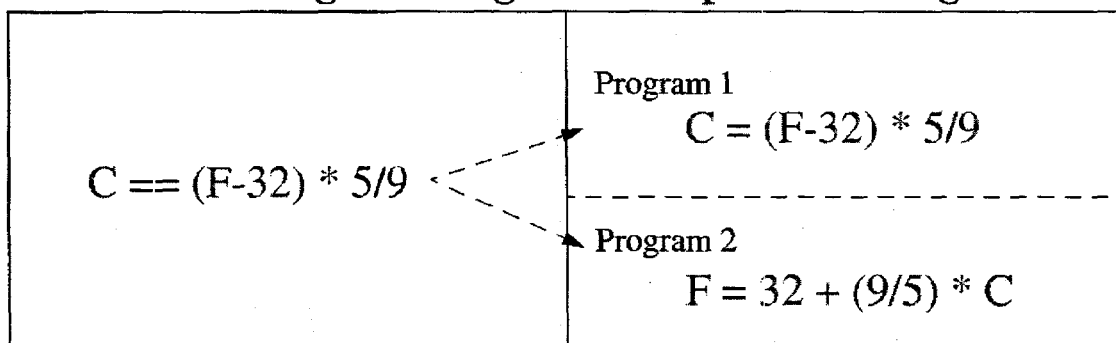 C == (F-32) * 5/9
Program 1
C = (F-32) * 5/9
Program 2
F = 32 + (9/5) * C